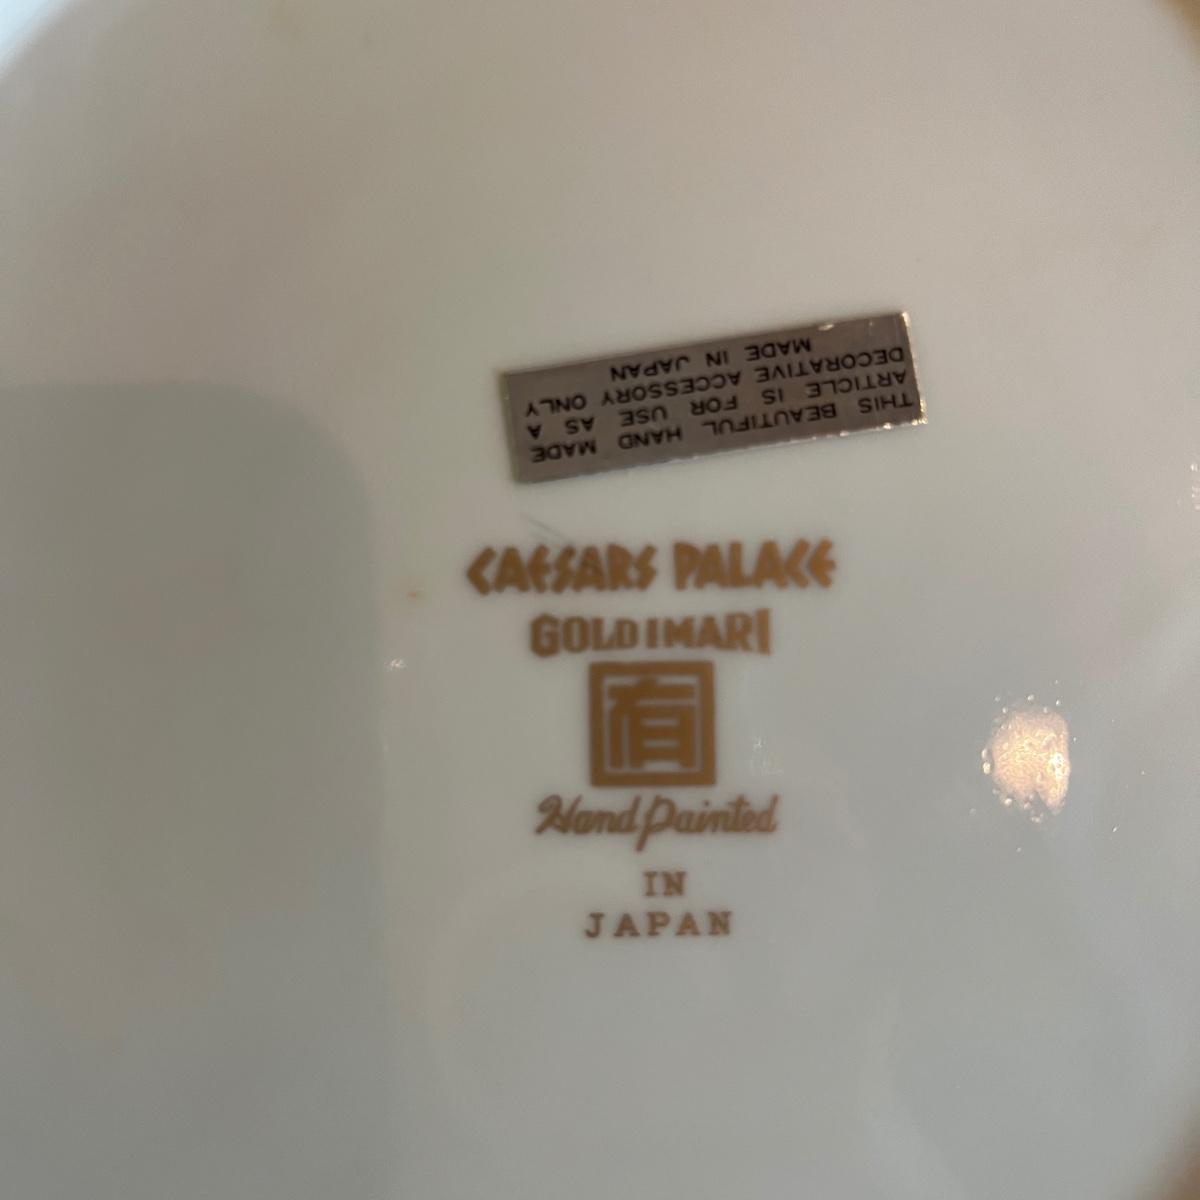 THIS BEAUTIFUL HAND MADE
ARTICLE IS FOR USE AS A
DECORATIVE ACCESSORY ONLY
MADE IN JAPAN
CAESARS PALACE
GOLD IMARI
有
Hand Painted
IN
JAPAN